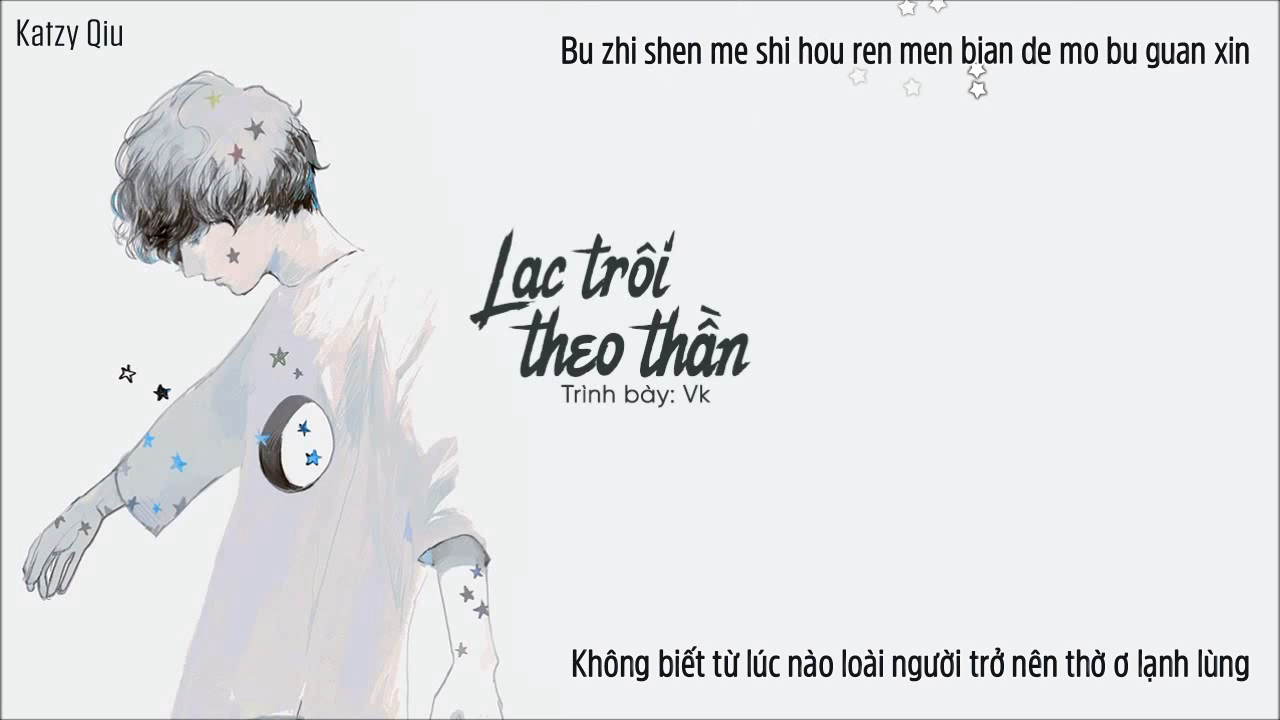 Katzy Qiu
Bu zhi shen me shi hou ren men bian de mo bu guan xin
Lạc trôi
theo thần
Trình bày: Vk
Không biết từ lúc nào loài người trở nên thờ ơ lạnh lùng